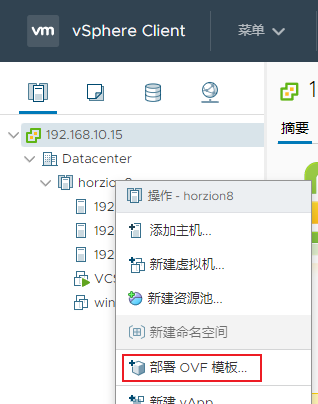 vm vSphere Client 菜单
192.168.10.15
Datacenter
horzion8
192
192
192
VCS
win
1
摘要
操作 - horzion8
添加主机...
新建虚拟机...
新建资源池...
新建命名空间
部署 OVF 模板...
新建 vApp